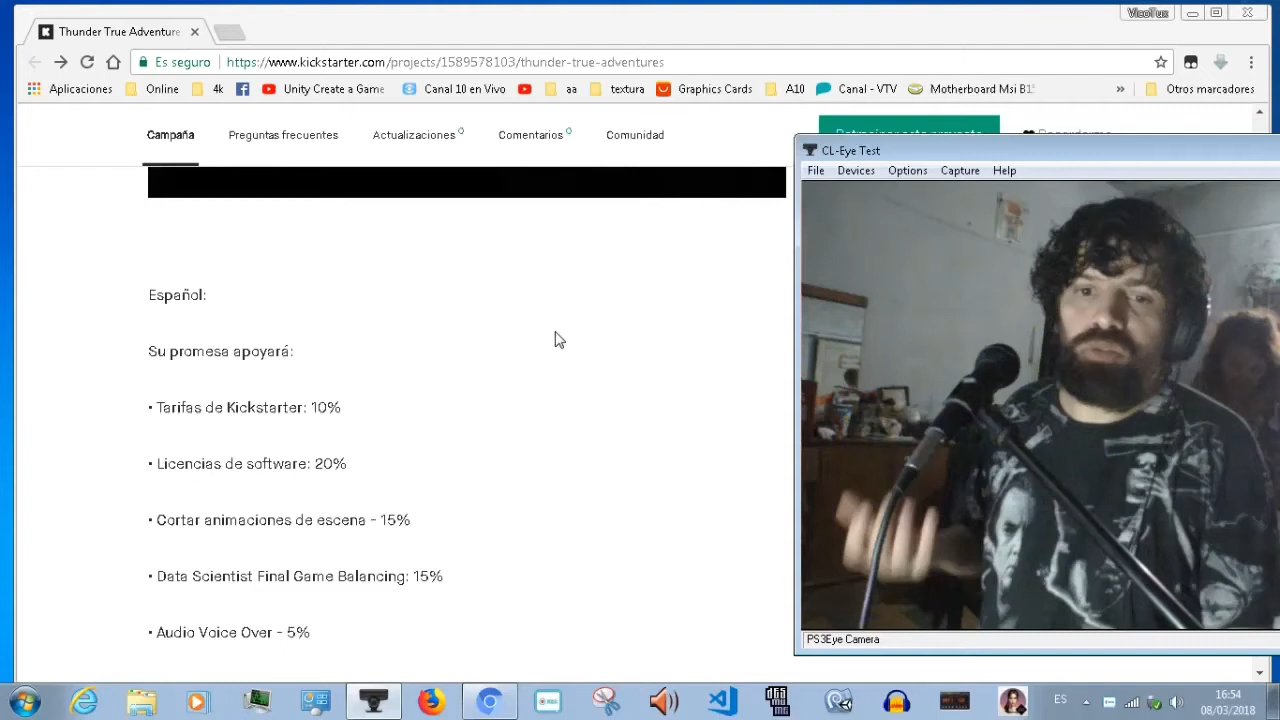 VicoTux
Thunder True Adventure
Es seguro
https://www.kickstarter.com/projects/1589578103/thunder-true-adventures
Aplicaciones
Online
4k
Unity Create a Game
Canal 10 en Vivo
aa
textura
Graphics Cards
A10
Canal - VTV
Motherboard Msi B1
»
Otros marcadores
Campaña
Preguntas frecuentes
Actualizaciones 0
Comentarios 0
Comunidad
CL-Eye Test
File Devices Options Capture Help
Español:
Su promesa apoyará:
• Tarifas de Kickstarter: 10%
• Licencias de software: 20%
• Cortar animaciones de escena - 15%
• Data Scientist Final Game Balancing: 15%
• Audio Voice Over - 5%
PS3Eye Camera
ES
16:54
08/03/2018